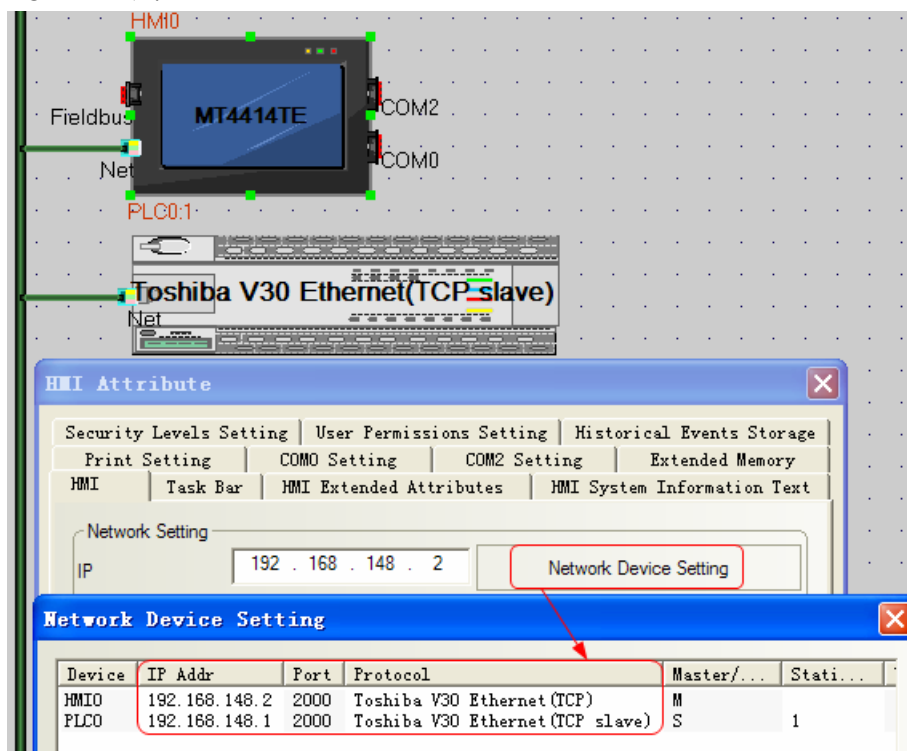 HMI0
MT4414TE
Fieldbus
COM2
COM0
Net
PLC0:1
Toshiba V30 Ethernet(TCP slave)
Net
HMI Attribute
Security Levels Setting User Permissions Setting Historical Events Storage
Print Setting COM0 Setting COM2 Setting Extended Memory
HMI Task Bar HMI Extended Attributes HMI System Information Text
Network Setting
IP 192 . 168 . 148 . 2 Network Device Setting
Network Device Setting
Device IP Addr Port Protocol Master/... Stati...
HMI0 192.168.148.2 2000 Toshiba V30 Ethernet(TCP) M
PLC0 192.168.148.1 2000 Toshiba V30 Ethernet(TCP slave) S 1